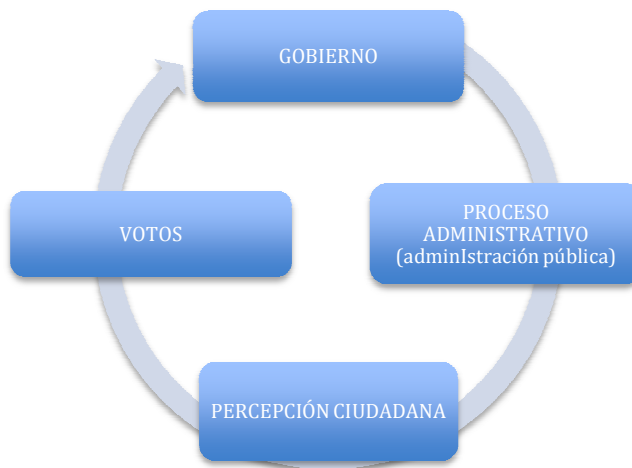 GOBIERNO
PROCESO
ADMINISTRATIVO
(adminIstración pública)
PERCEPCIÓN CIUDADANA
VOTOS